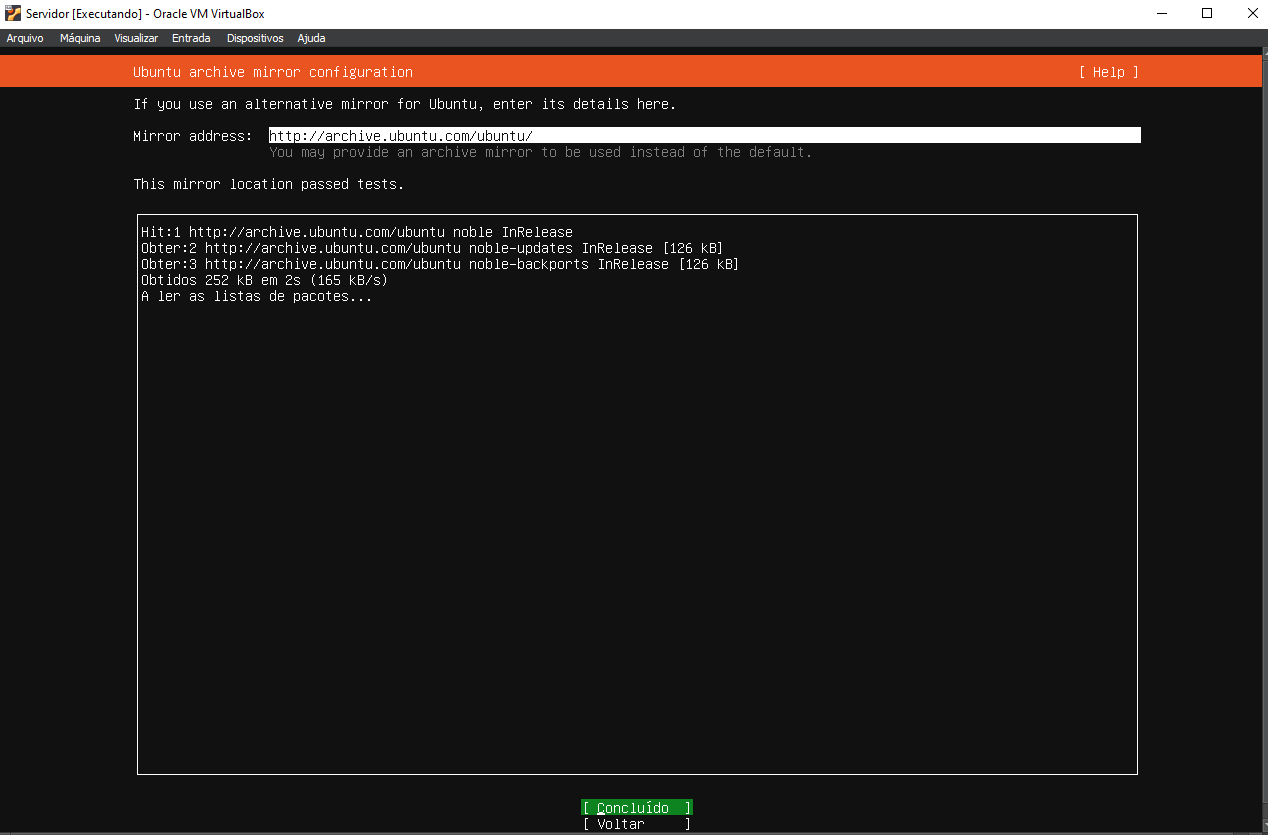 Servidor [Executando] - Oracle VM VirtualBox
Arquivo Máquina Visualizar Entrada Dispositivos Ajuda
Ubuntu archive mirror configuration [ Help ]
If you use an alternative mirror for Ubuntu, enter its details here.
Mirror address: http://archive.ubuntu.com/ubuntu/
You may provide an archive mirror to be used instead of the default.
This mirror location passed tests.
Hit:1 http://archive.ubuntu.com/ubuntu noble InRelease
Obter:2 http://archive.ubuntu.com/ubuntu noble-updates InRelease [126 kB]
Obter:3 http://archive.ubuntu.com/ubuntu noble-backports InRelease [126 kB]
Obtidos 252 kB em 2s (165 kB/s)
A ler as listas de pacotes...
[ Concluído ]
[ Voltar ]